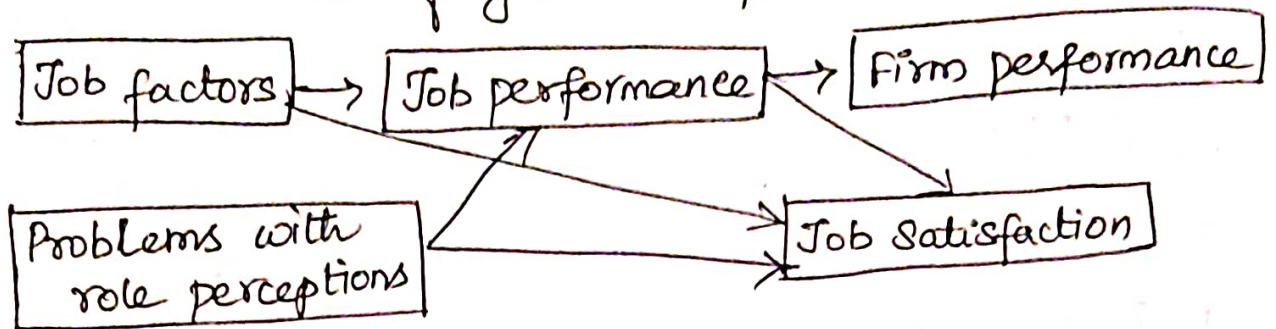 Job factors
Job performance
Firm performance
Problems with
role perceptions
Job Satisfaction